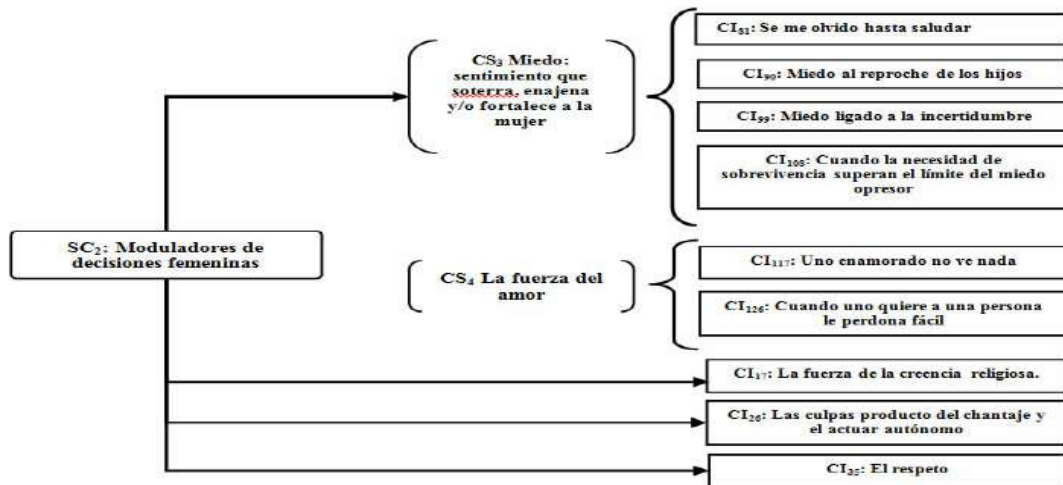 SC₂: Moduladores de
decisiones femeninas
CS₃ Miedo:
sentimiento que
soterra, enajena
y/o fortalece a la
mujer
CI₈₁: Se me olvido hasta saludar
CI₉₀: Miedo al reproche de los hijos
CI₉₉: Miedo ligado a la incertidumbre
CI₁₀₈: Cuando la necesidad de
sobrevivencia superan el límite del miedo
opresor
CS₄ La fuerza del
amor
CI₁₁₇: Uno enamorado no ve nada
CI₁₂₆: Cuando uno quiere a una persona
le perdona fácil
CI₁₇: La fuerza de la creencia religiosa.
CI₂₆: Las culpas producto del chantaje y
el actuar autónomo
CI₃₅: El respeto